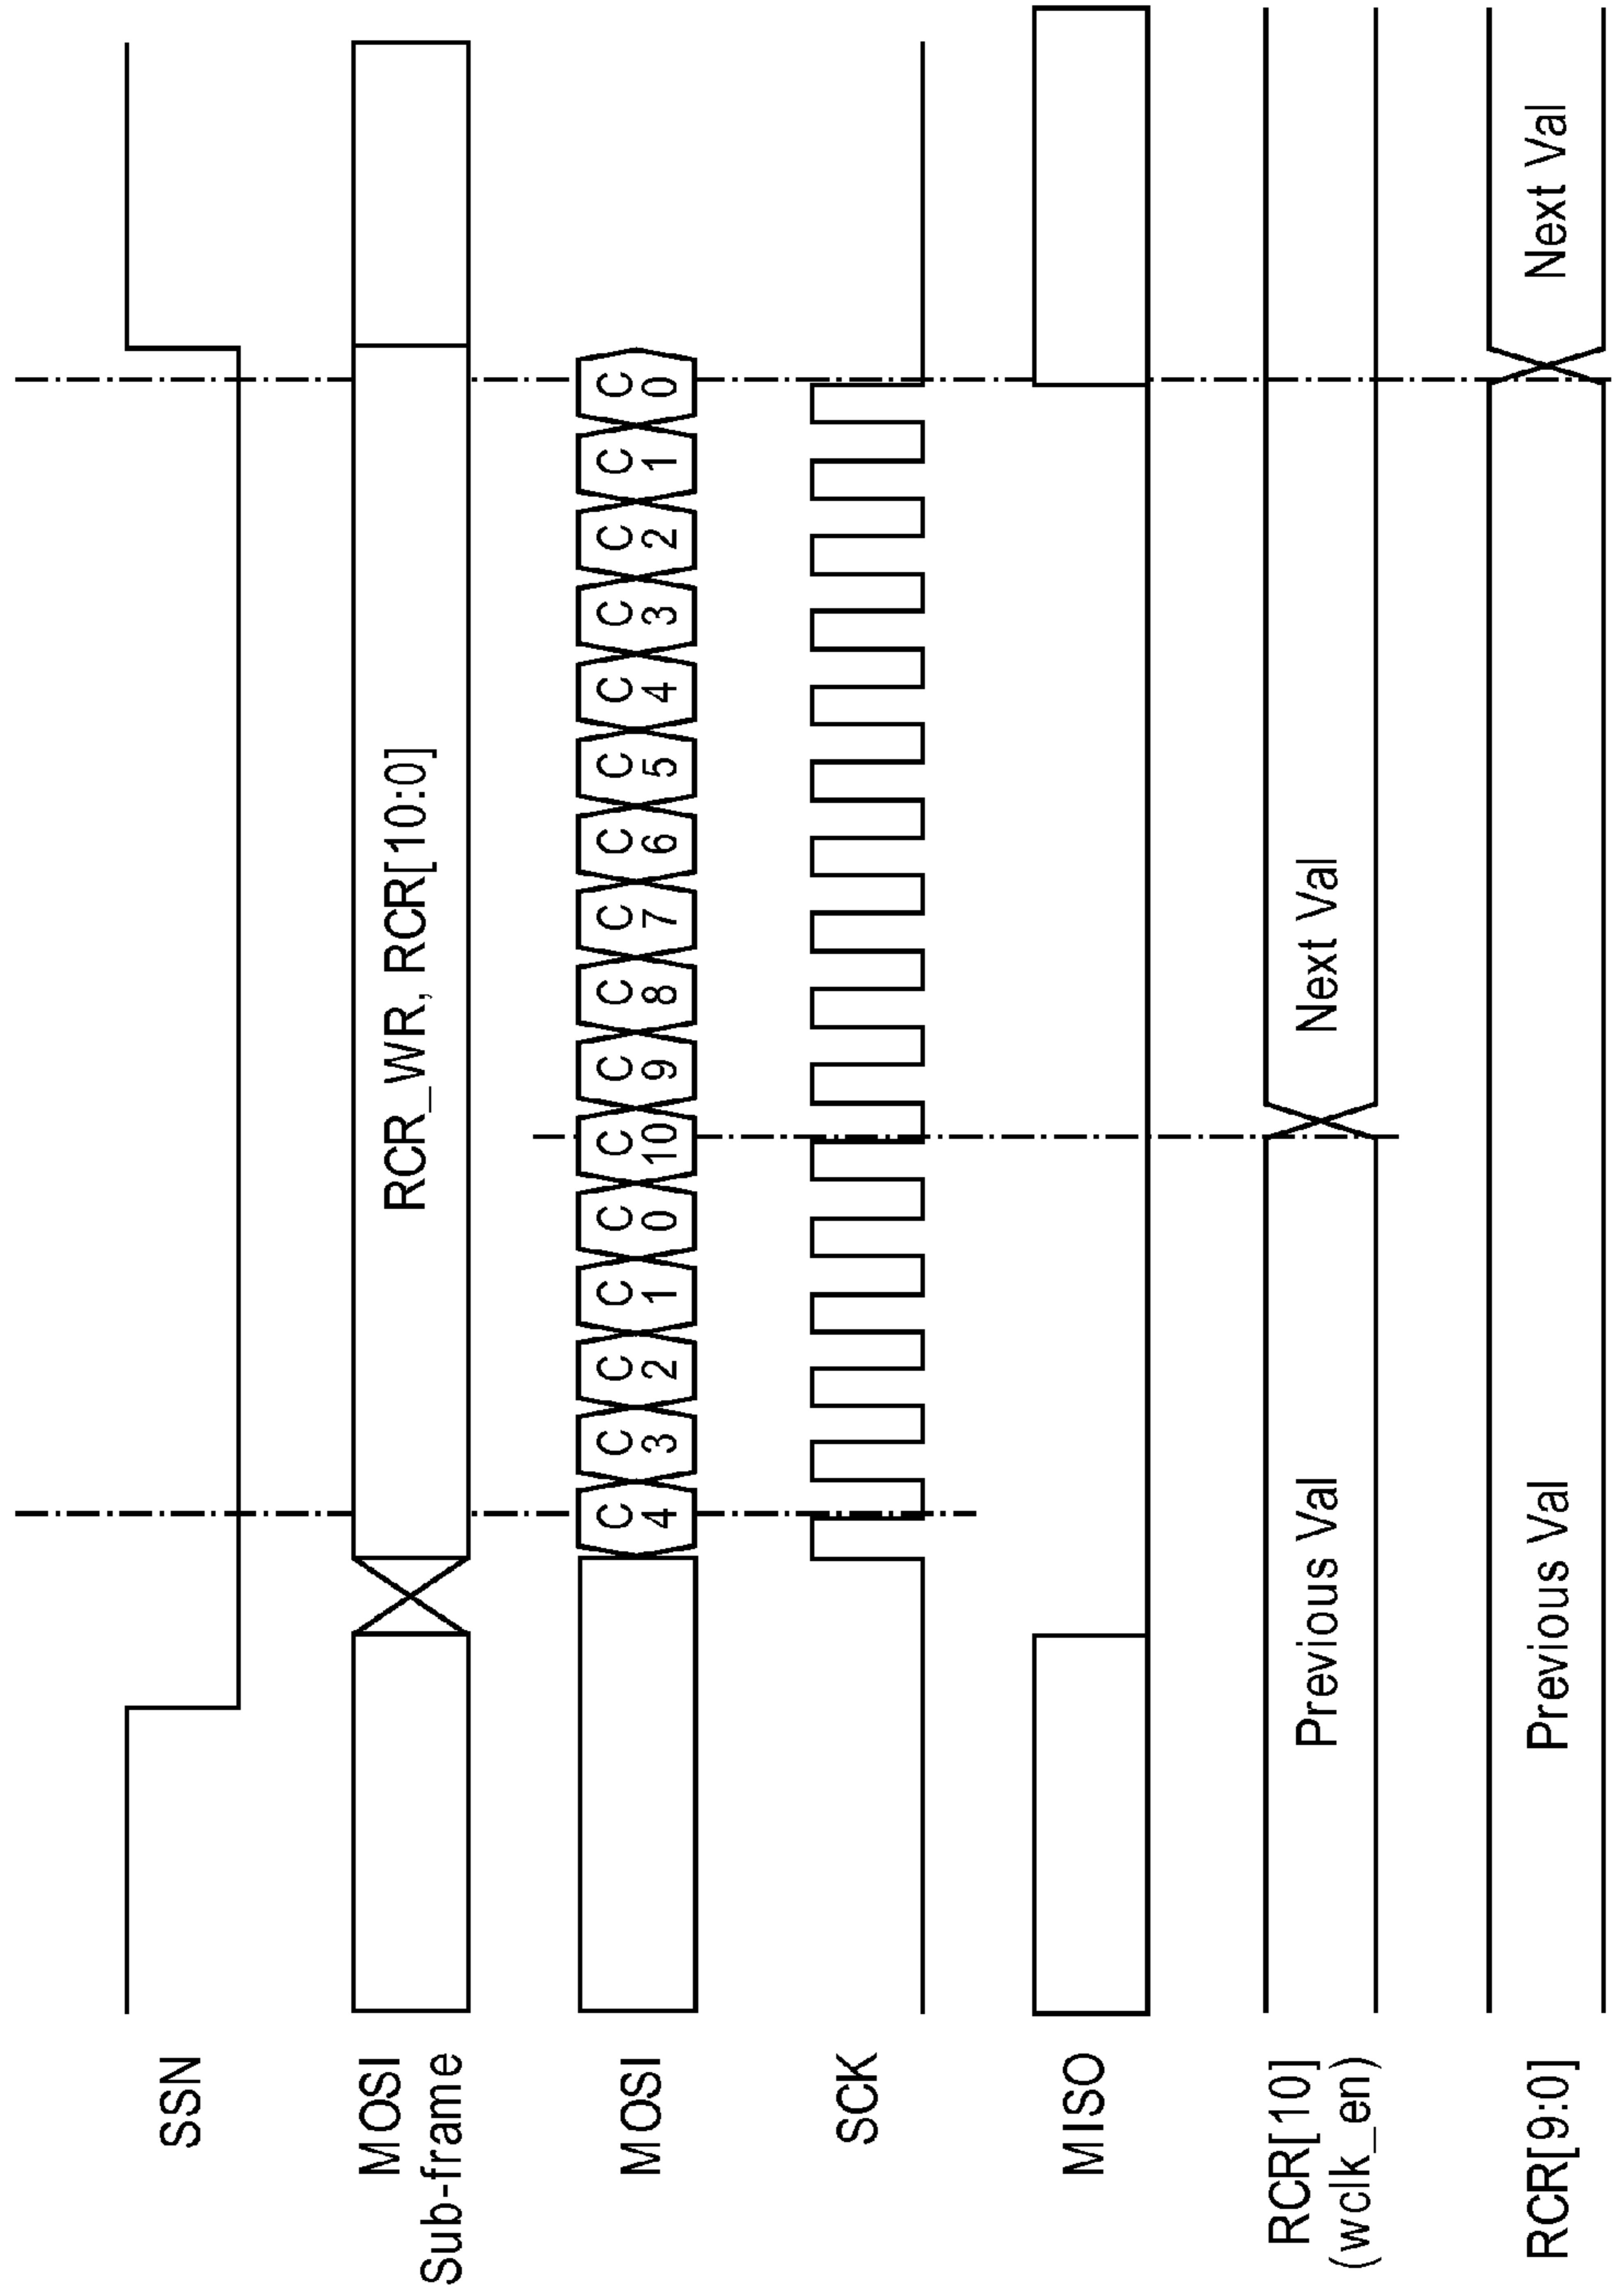 SSN
MOSI
Sub-frame
RCR_WR, RCR[10:0]
MOSI
C C C C C C C C C C C C C C C C
4 3 2 1 0 10 9 8 7 6 5 4 3 2 1 0
SCK
MISO
RCR[10]
(wclk_en)
Previous Val Next Val
RCR[9:0]
Previous Val Next Val